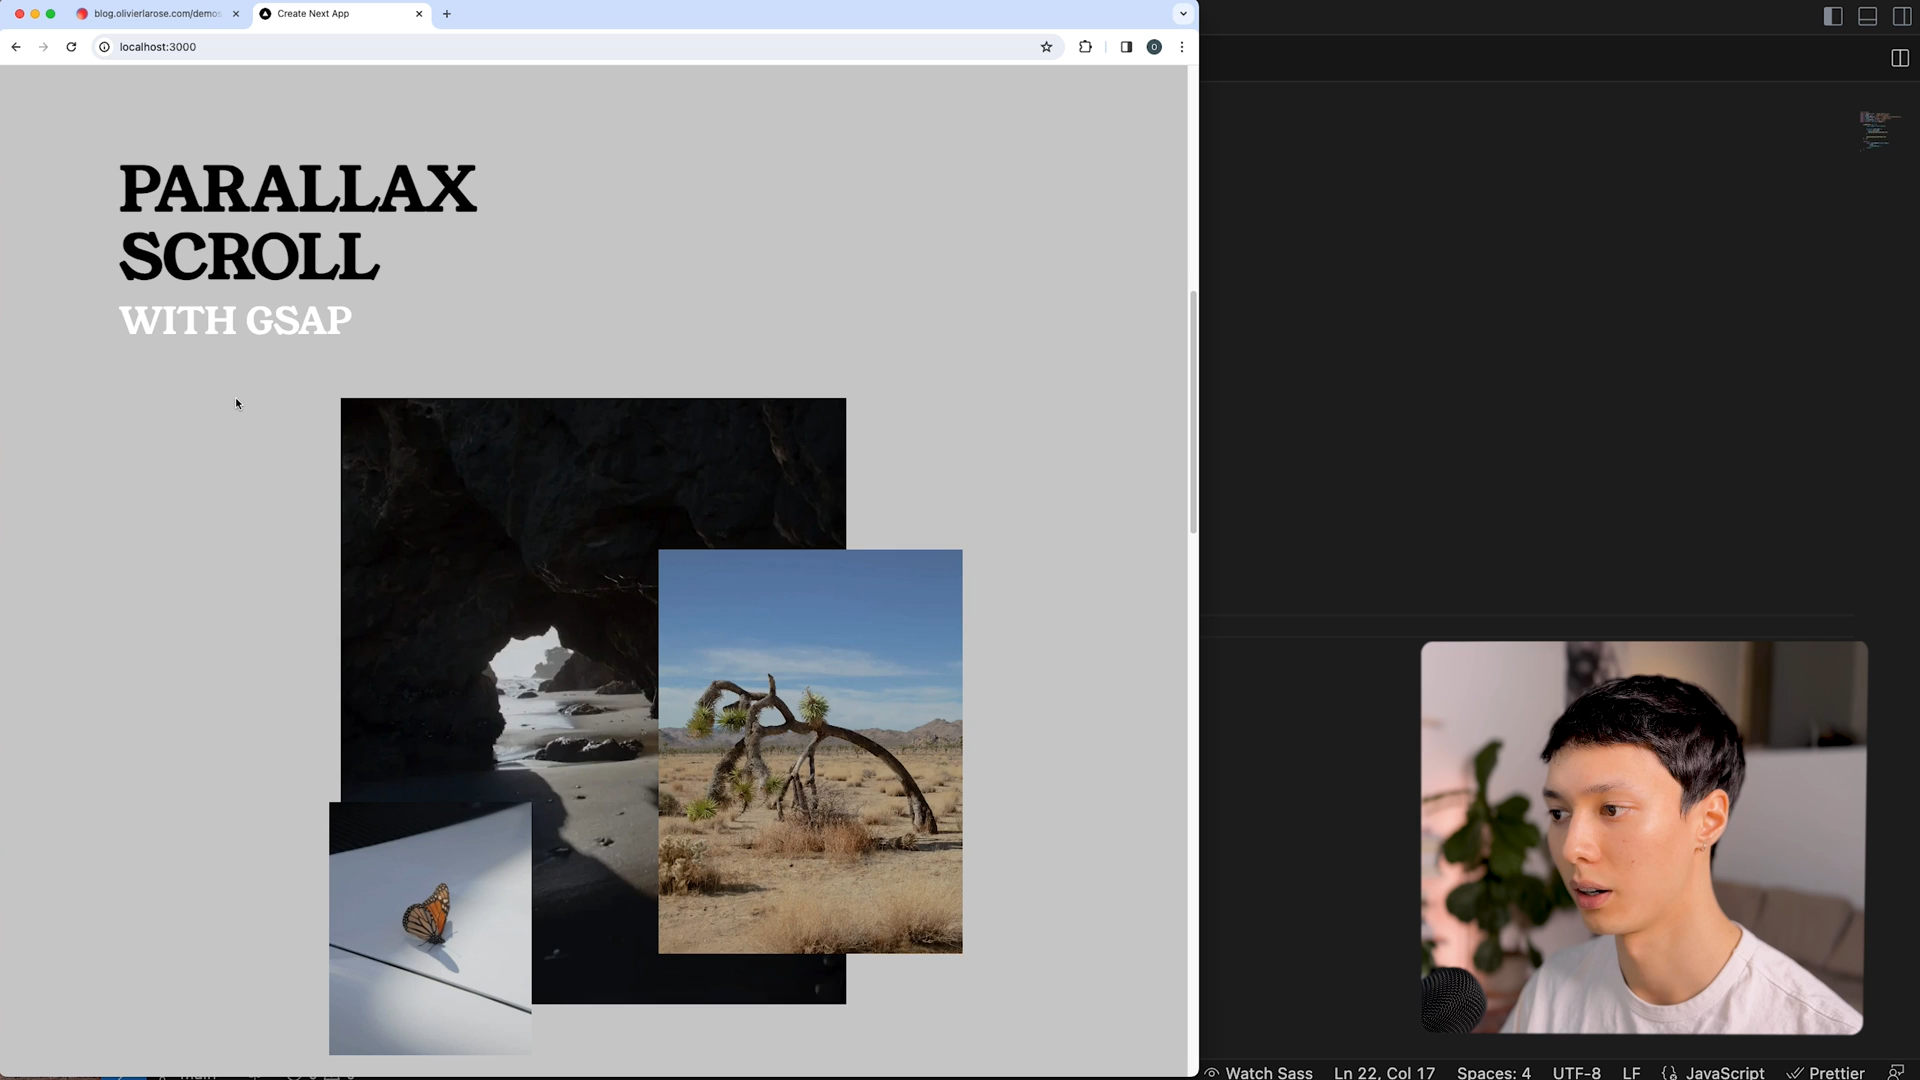 blog.olivierlarose.com/demos
Create Next App
localhost:3000
O
PARALLAX
SCROLL
WITH GSAP
Watch Sass
Ln 22, Col 17
Spaces: 4
UTF-8
LF
JavaScript
Prettier